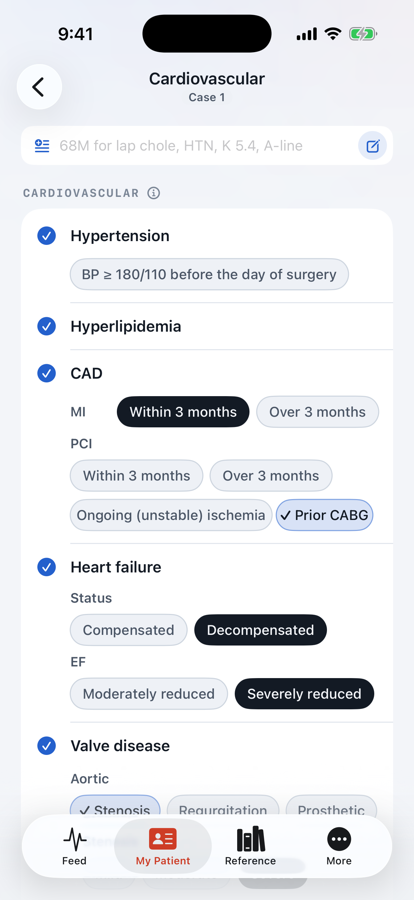 9:41
Cardiovascular
Case 1
68M for lap chole, HTN, K 5.4, A-line
CARDIOVASCULAR
Hypertension
BP ≥ 180/110 before the day of surgery
Hyperlipidemia
CAD
MI Within 3 months Over 3 months
PCI
Within 3 months Over 3 months
Ongoing (unstable) ischemia ✓ Prior CABG
Heart failure
Status
Compensated Decompensated
EF
Moderately reduced Severely reduced
Valve disease
Aortic
✓ Stenosis Regurgitation Prosthetic
Feed My Patient Reference More